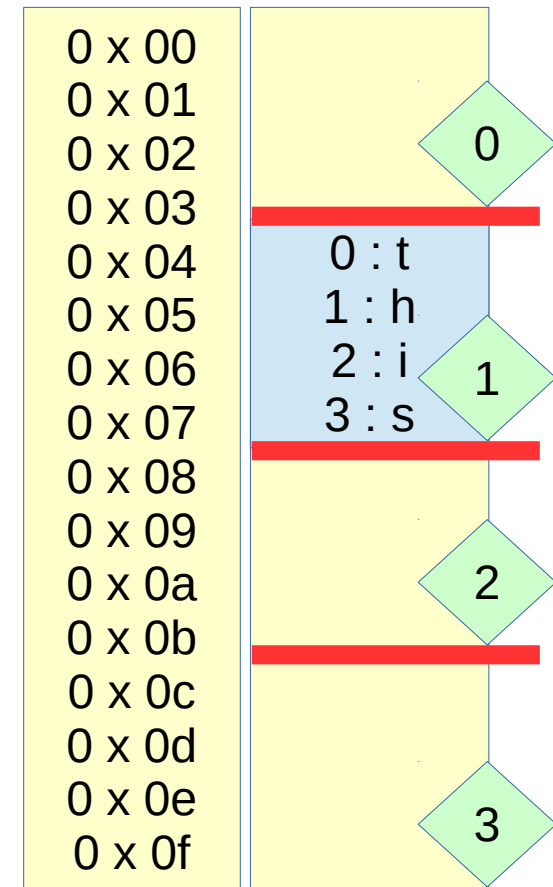 0 x 00
0 x 01
0 x 02
0 x 03
0 x 04
0 x 05
0 x 06
0 x 07
0 x 08
0 x 09
0 x 0a
0 x 0b
0 x 0c
0 x 0d
0 x 0e
0 x 0f
0 : t
1 : h
2 : i
3 : s
0
1
2
3